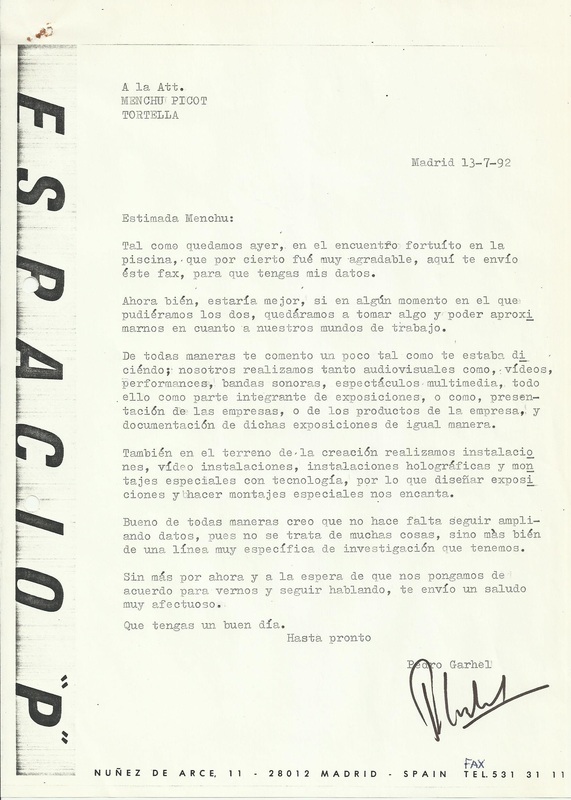 ESPACIO "P"
A la Att.
MENCHU PICOT
TORTELLA
Madrid 13-7-92
Estimada Menchu:
Tal como quedamos ayer, en el encuentro fortuíto en la
piscina, que por cierto fué muy agradable, aquí te envío
éste fax, para que tengas mis datos.
Ahora bién, estaría mejor, si en algún momento en el que
pudiéramos los dos, quedáramos a tomar algo y poder aproxi
marnos en cuanto a nuestros mundos de trabajo.
De todas maneras te comento un poco tal como te estaba di
ciéndo; nosotros realizamos tanto audiovisuales como, vídeos,
performances, bandas sonoras, espectáculos multimedia, todo
ello como parte integrante de exposiciones, o como, presen-
tación de las empresas, o de los productos de la empresa, y
documentación de dichas exposiciones de igual manera.
También en el terreno de la creación realizamos instalacio
nes, vídeo instalaciones, instalaciones holográficas y mon
tajes especiales con tecnología, por lo que diseñar exposi
ciones y hacer montajes especiales nos encanta.
Bueno de todas maneras creo que no hace falta seguir ampli-
ando datos, pues no se trata de muchas cosas, sino más bién
de una línea muy específica de investigación que tenemos.
Sin más por ahora y a la espera de que nos pongamos de
acuerdo para vernos y seguir hablando, te envío un saludo
muy afectuoso.
Que tengas un buen día.
Hasta pronto
Pedro Garhel
FAX
NUÑEZ DE ARCE, 11 - 28012 MADRID - SPAIN TEL. 531 31 11